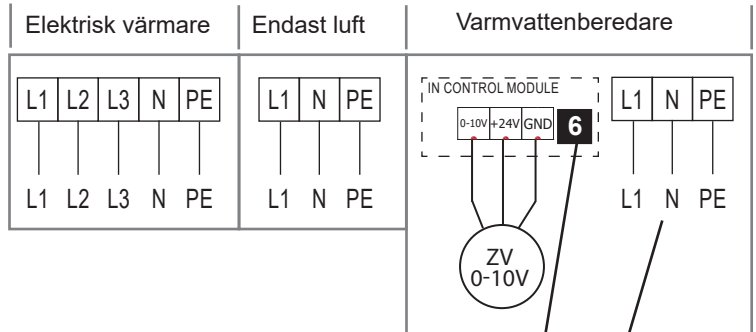 Elektrisk värmare
Endast luft
Varmvattenberedare
L1 L2 L3 N PE
L1 L2 L3 N PE
L1 N PE
L1 N PE
IN CONTROL MODULE
0-10V +24V GND 6
ZV
0-10V
L1 N PE
L1 N PE